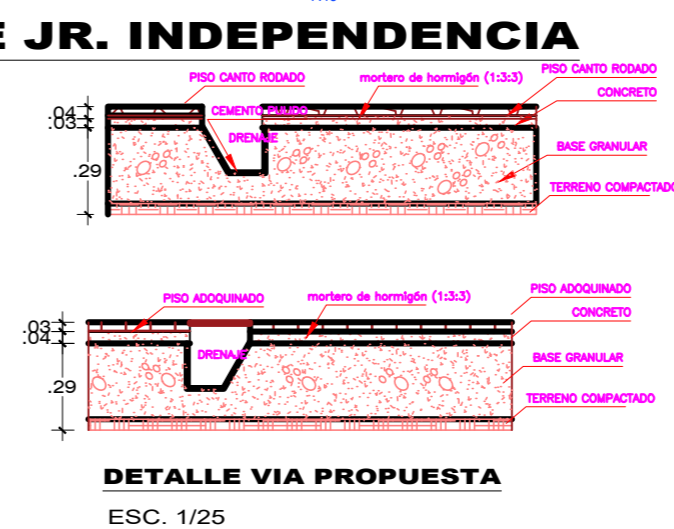 E JR. INDEPENDENCIA
PISO CANTO RODADO
mortero de hormigón (1:3:3)
PISO CANTO RODADO
CONCRETO
.04
.03
CEMENTO PULIDO
DRENAJE
BASE GRANULAR
.29
TERRENO COMPACTADO
PISO ADOQUINADO
mortero de hormigón (1:3:3)
PISO ADOQUINADO
CONCRETO
.03
.04
DRENAJE
BASE GRANULAR
.29
TERRENO COMPACTADO
DETALLE VIA PROPUESTA
ESC. 1/25